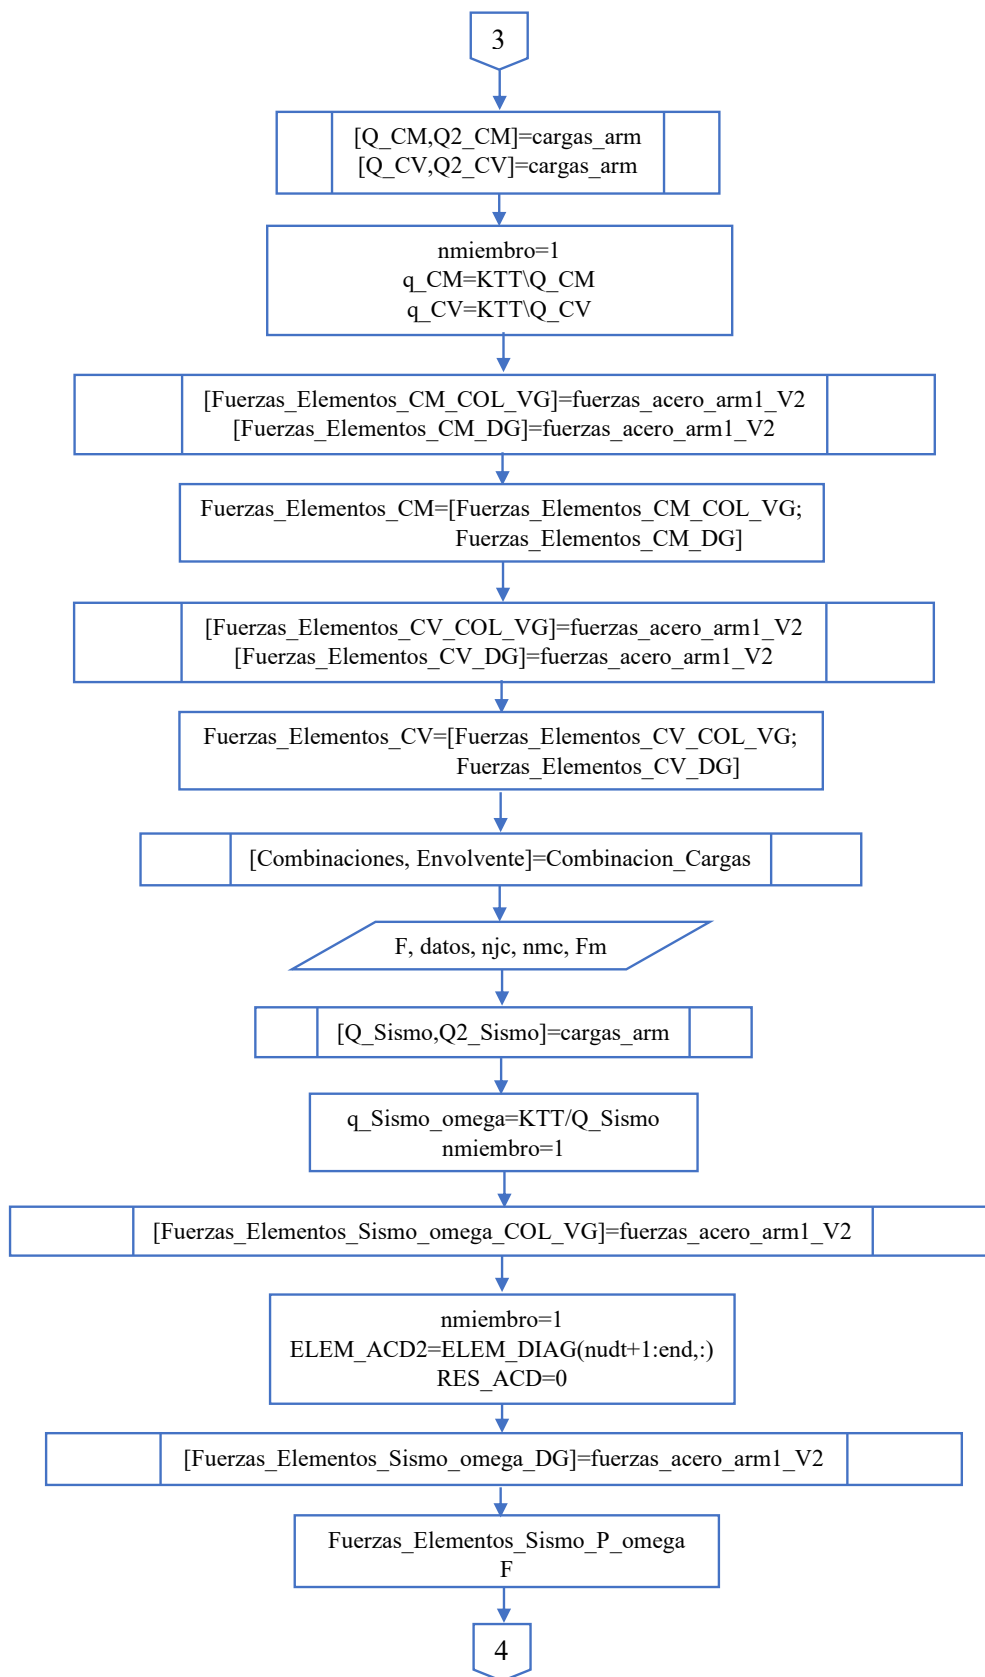 3
[Q_CM,Q2_CM]=cargas_arm
[Q_CV,Q2_CV]=cargas_arm
nmiembro=1
q_CM=KTT\Q_CM
q_CV=KTT\Q_CV
[Fuerzas_Elementos_CM_COL_VG]=fuerzas_acero_arm1_V2
[Fuerzas_Elementos_CM_DG]=fuerzas_acero_arm1_V2
Fuerzas_Elementos_CM=[Fuerzas_Elementos_CM_COL_VG;
Fuerzas_Elementos_CM_DG]
[Fuerzas_Elementos_CV_COL_VG]=fuerzas_acero_arm1_V2
[Fuerzas_Elementos_CV_DG]=fuerzas_acero_arm1_V2
Fuerzas_Elementos_CV=[Fuerzas_Elementos_CV_COL_VG;
Fuerzas_Elementos_CV_DG]
[Combinaciones, Envolvente]=Combinacion_Cargas
F, datos, njc, nmc, Fm
[Q_Sismo,Q2_Sismo]=cargas_arm
q_Sismo_omega=KTT/Q_Sismo
nmiembro=1
[Fuerzas_Elementos_Sismo_omega_COL_VG]=fuerzas_acero_arm1_V2
nmiembro=1
ELEM_ACD2=ELEM_DIAG(nudt+1:end,:)
RES_ACD=0
[Fuerzas_Elementos_Sismo_omega_DG]=fuerzas_acero_arm1_V2
Fuerzas_Elementos_Sismo_P_omega
F
4